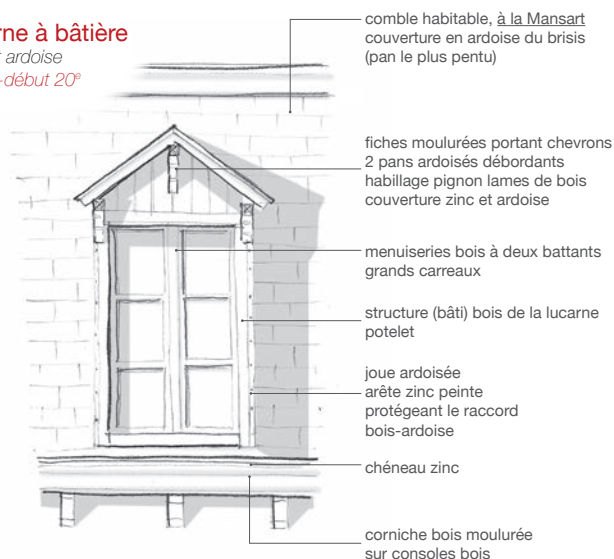 rne à bâtière
ardoise
-début 20e
comble habitable, à la Mansart
couverture en ardoise du brisis
(pan le plus pentu)
fiches moulurées portant chevrons
2 pans ardoisés débordants
habillage pignon lames de bois
couverture zinc et ardoise
menuiseries bois à deux battants
grands carreaux
structure (bâti) bois de la lucarne
potelet
joue ardoisée
arête zinc peinte
protégeant le raccord
bois-ardoise
chéneau zinc
corniche bois moulurée
sur consoles bois